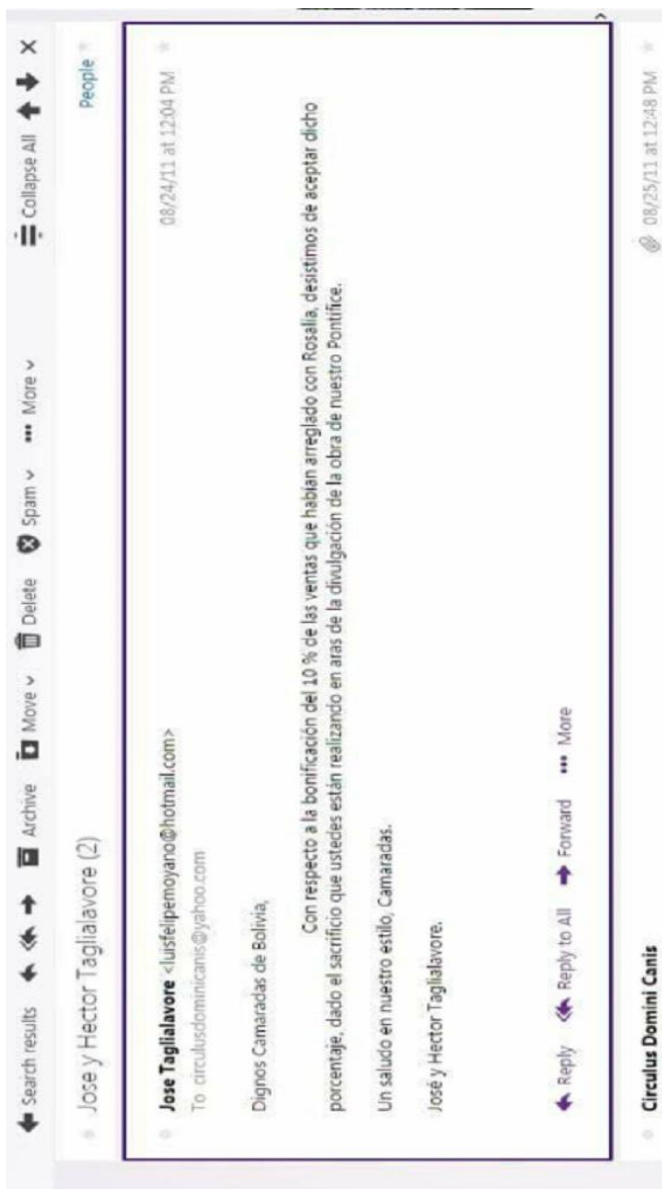 Search results Archive Move Delete Spam ••• More Collapse All
Jose y Hector Taglialavore (2) People
Jose Taglialavore <luisfelipemoyano@hotmail.com> 08/24/11 at 12:04 PM
To circulusdominicanis@yahoo.com
Dignos Camaradas de Bolivia,
Con respecto a la bonificación del 10 % de las ventas que habían arreglado con Rosalía, desistimos de aceptar dicho
porcentaje, dado el sacrificio que ustedes están realizando en aras de la divulgación de la obra de nuestro Pontífice.
Un saludo en nuestro estilo, Camaradas.
José y Hector Taglialavore.
Reply Reply to All Forward ••• More
Circulus Domini Canis 08/25/11 at 12:48 PM